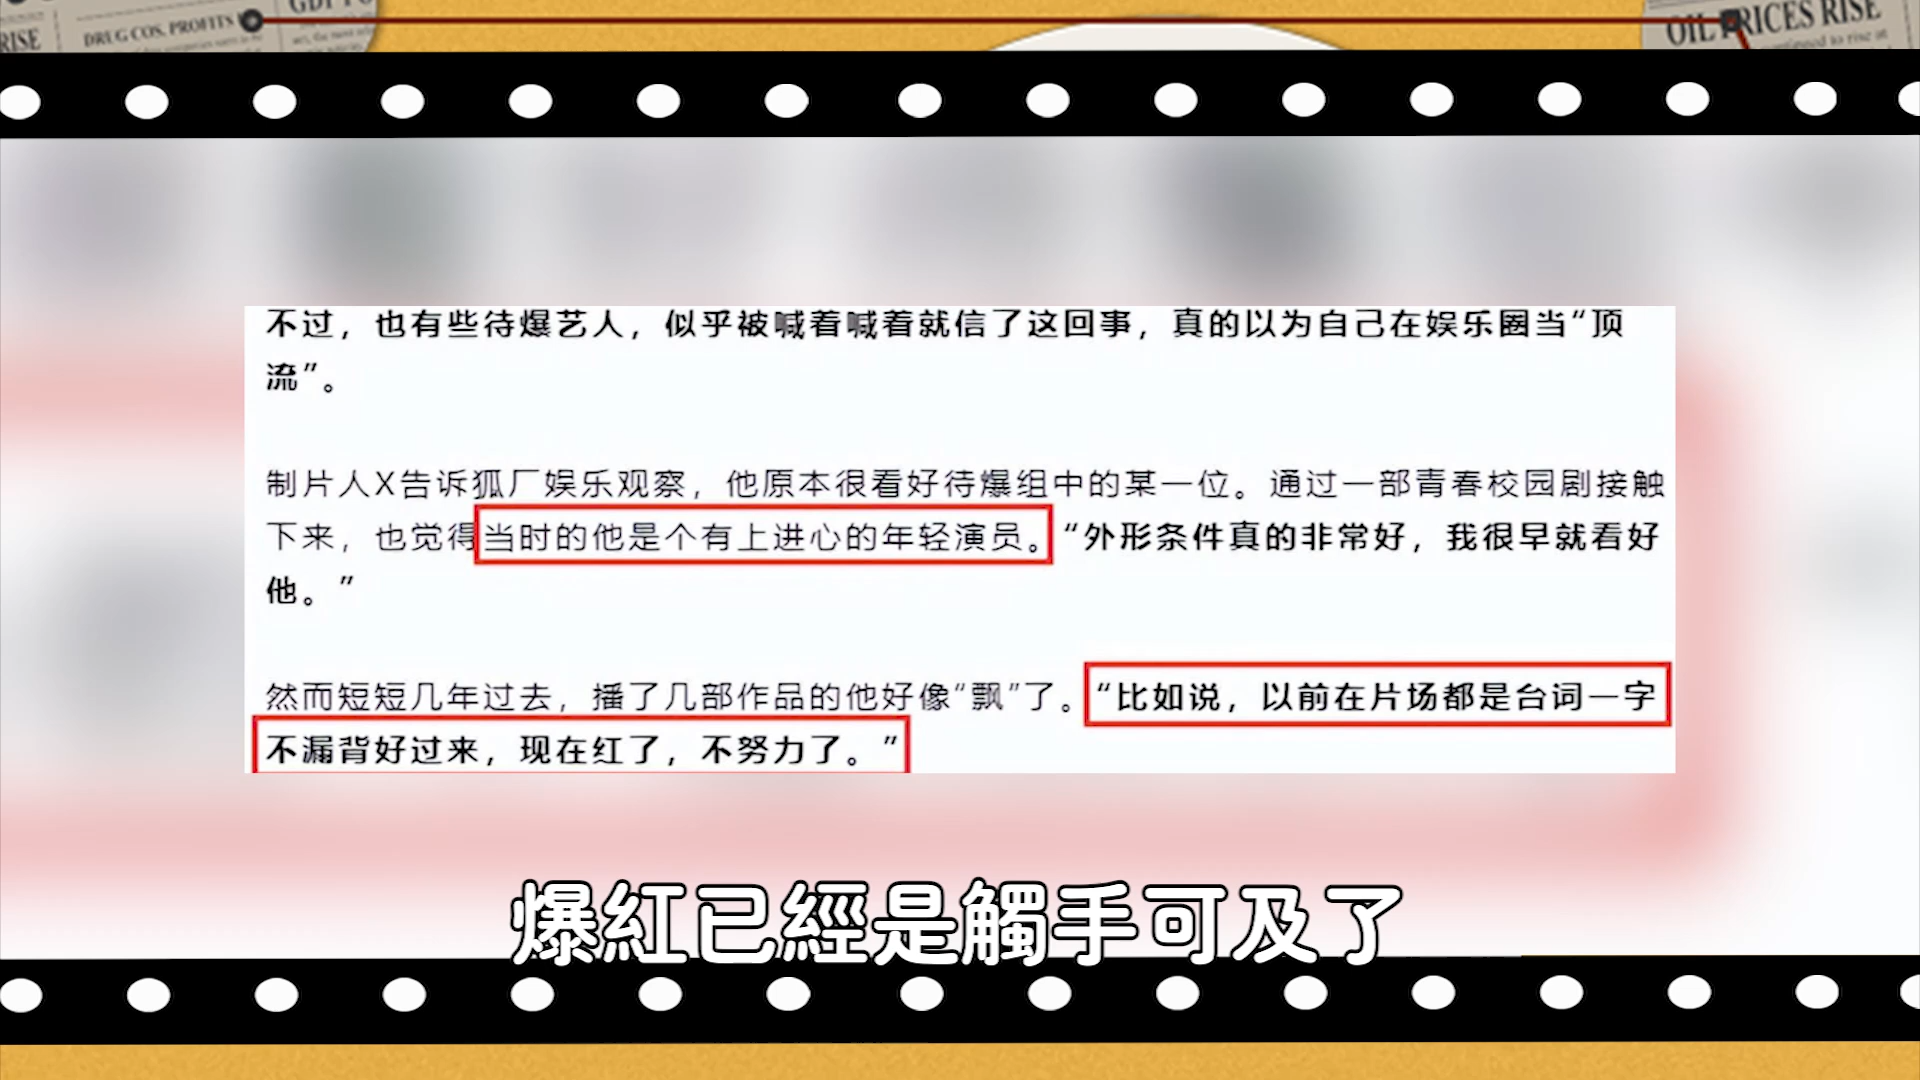 RISE
DRUG COS. PROFITS
OIL PRICES RISE
continued to rise at
不过，也有些待爆艺人，似乎被喊着喊着就信了这回事，真的以为自己在娱乐圈当“顶
流”。
制片人X告诉狐厂娱乐观察，他原本很看好待爆组中的某一位。通过一部青春校园剧接触
下来，也觉得当时的他是个有上进心的年轻演员。“外形条件真的非常好，我很早就看好
他。”
然而短短几年过去，播了几部作品的他好像“飘”了。“比如说，以前在片场都是台词一字
不漏背好过来，现在红了，不努力了。”
爆紅已經是觸手可及了